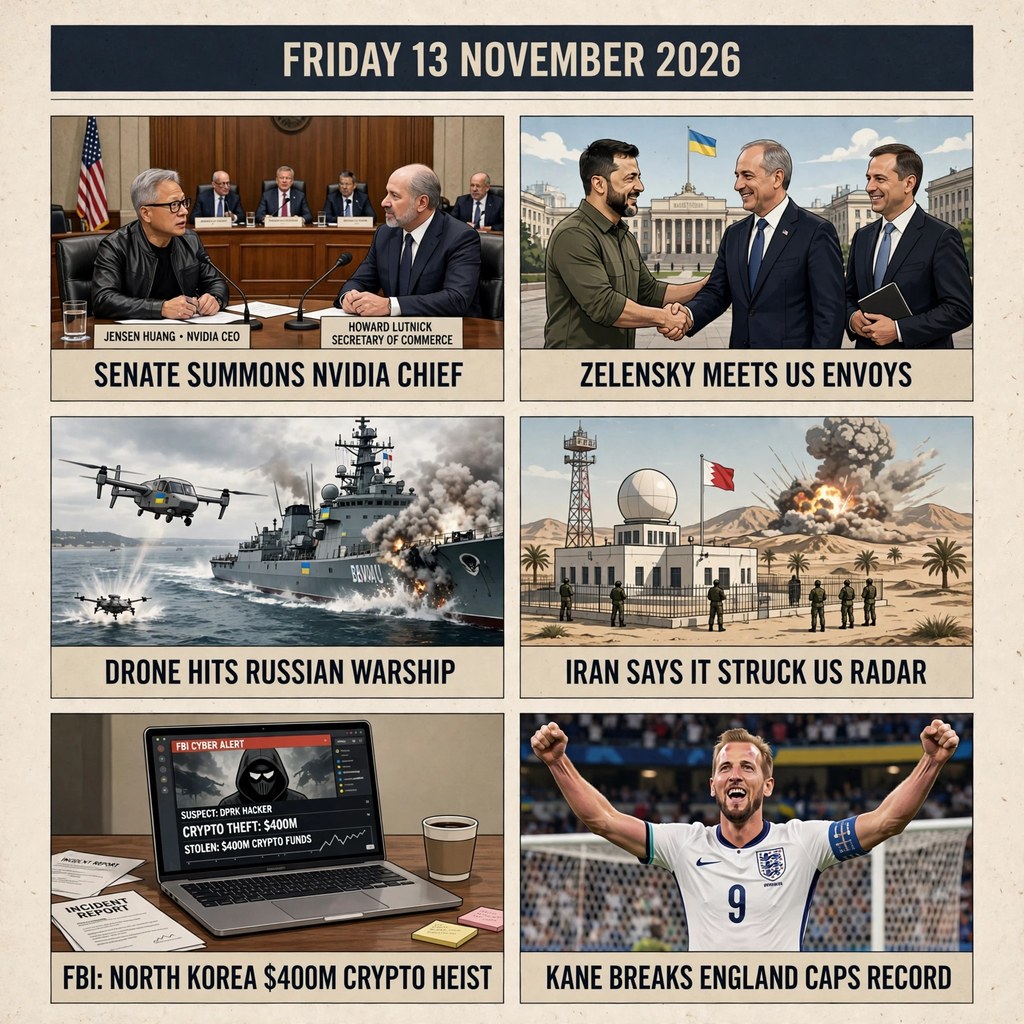 FRIDAY 13 NOVEMBER 2026
JENSEN HUANG • NVIDIA CEO
HOWARD LUTNICK
SECRETARY OF COMMERCE
SENATE SUMMONS NVIDIA CHIEF
ZELENSKY MEETS US ENVOYS
DRONE HITS RUSSIAN WARSHIP
IRAN SAYS IT STRUCK US RADAR
FBI CYBER ALERT
SUSPECT: DPRK HACKER
CRYPTO THEFT: $400M
STOLEN: $400M CRYPTO FUNDS
INCIDENT REPORT
INCIDENT
REPORT
FBI: NORTH KOREA $400M CRYPTO HEIST
9
KANE BREAKS ENGLAND CAPS RECORD